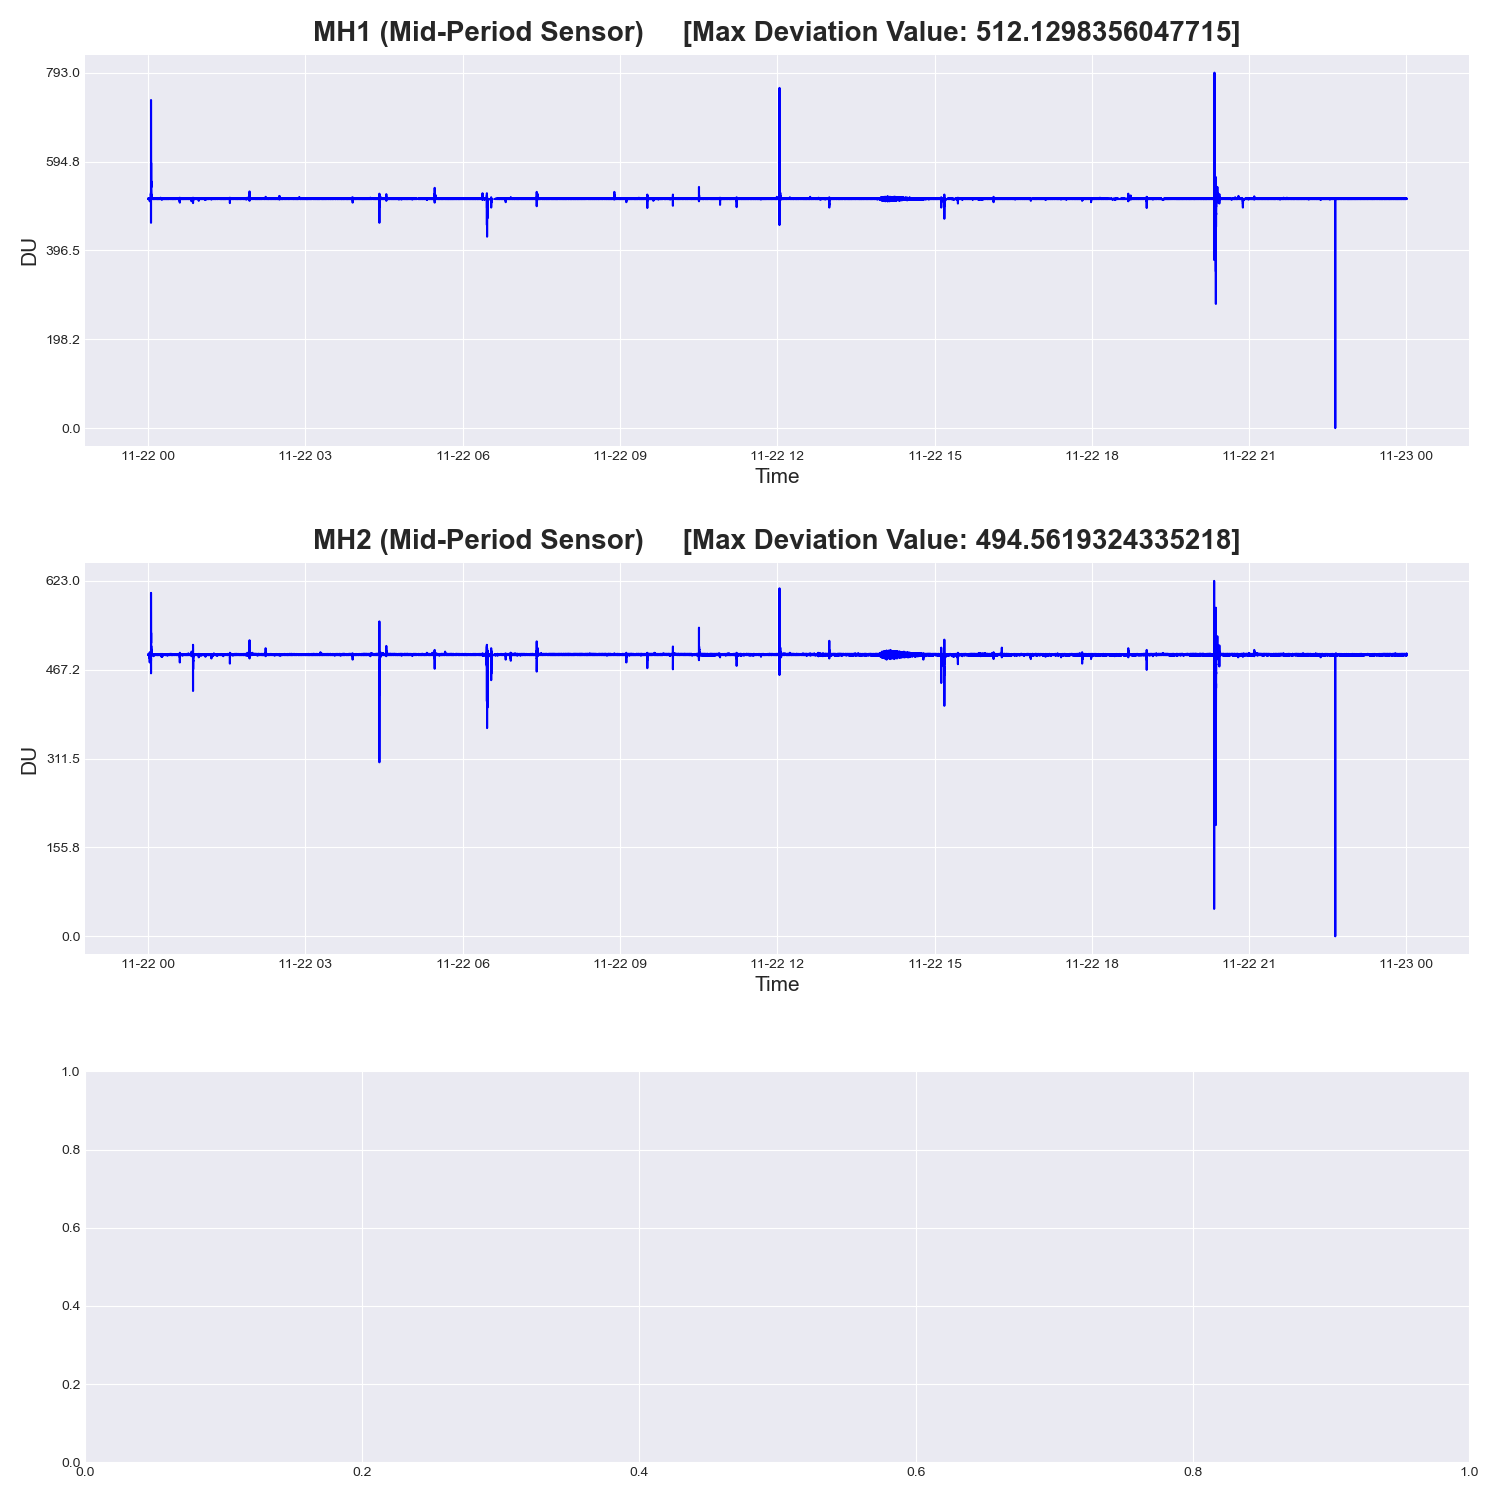 MH1 (Mid-Period Sensor) [Max Deviation Value: 512.1298356047715]
793.0
594.8
396.5
198.2
0.0
DU
11-22 00 11-22 03 11-22 06 11-22 09 11-22 12 11-22 15 11-22 18 11-22 21 11-23 00
Time
MH2 (Mid-Period Sensor) [Max Deviation Value: 494.5619324335218]
623.0
467.2
311.5
155.8
0.0
DU
11-22 00 11-22 03 11-22 06 11-22 09 11-22 12 11-22 15 11-22 18 11-22 21 11-23 00
Time
1.0
0.8
0.6
0.4
0.2
0.0
0.0 0.2 0.4 0.6 0.8 1.0